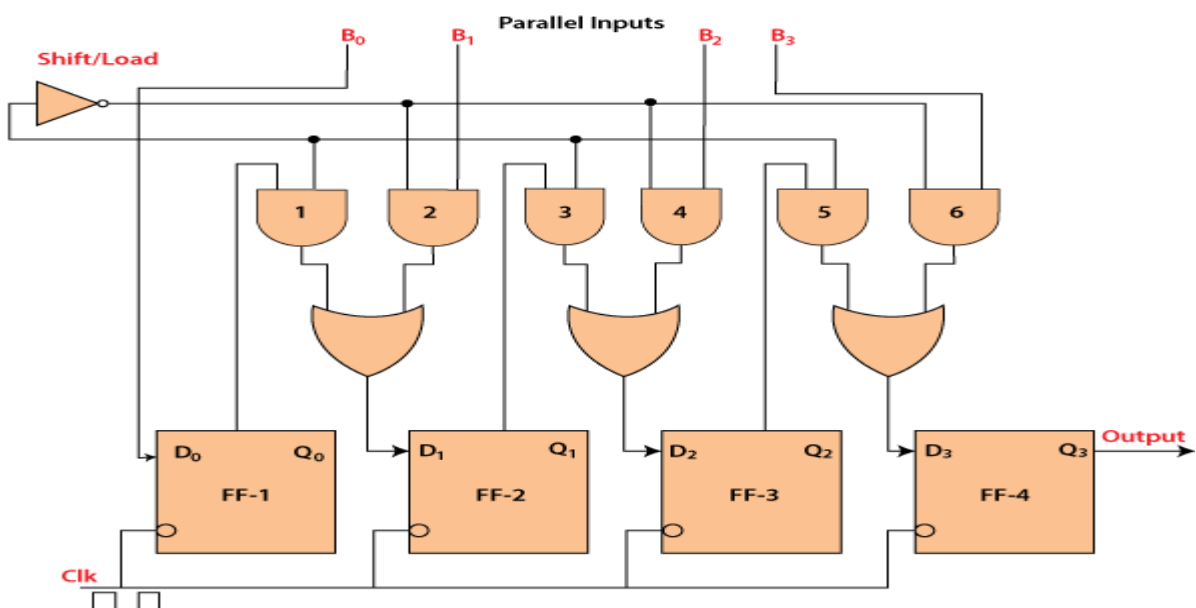 Parallel Inputs
B₀ B₁ B₂ B₃
Shift/Load
1 2 3 4 5 6
D₀ Q₀ D₁ Q₁ D₂ Q₂ D₃ Q₃ Output
FF-1 FF-2 FF-3 FF-4
Clk